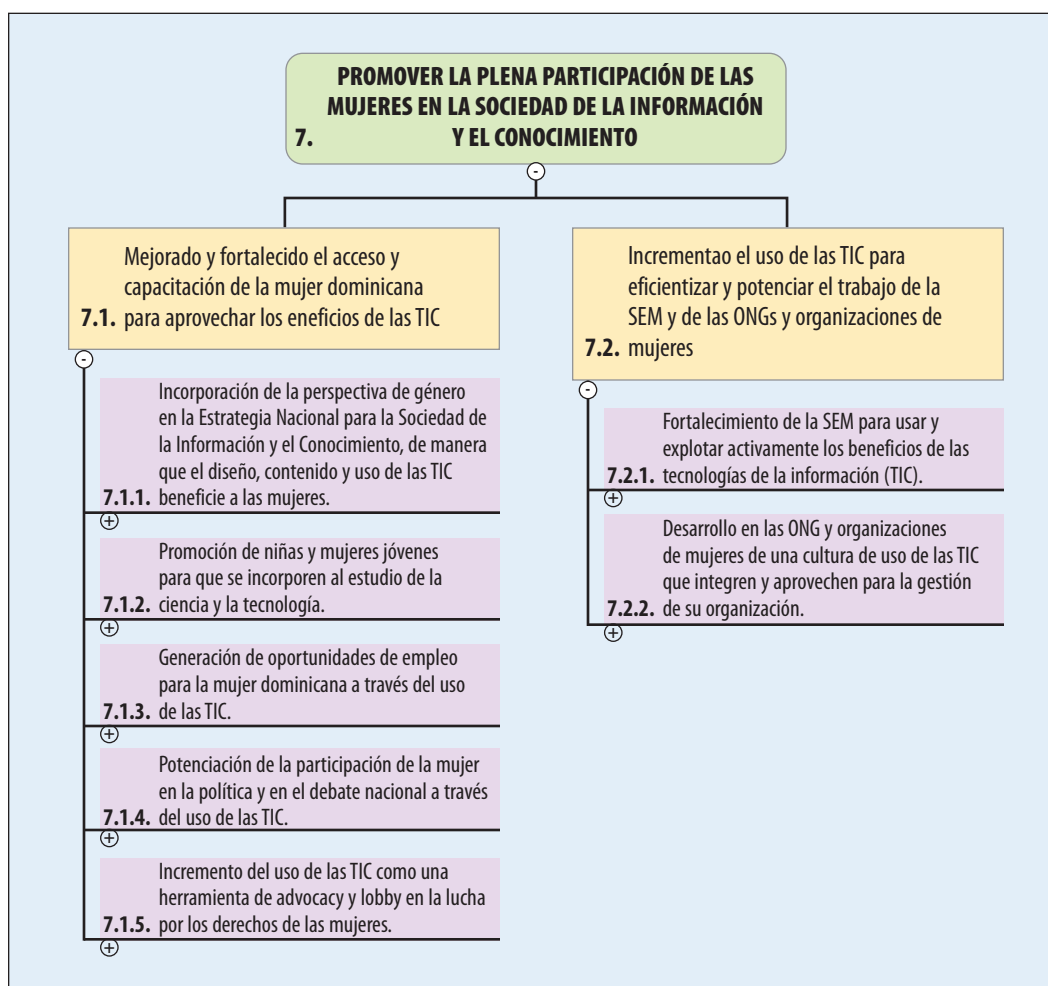 PROMOVER LA PLENA PARTICIPACIÓN DE LAS
MUJERES EN LA SOCIEDAD DE LA INFORMACIÓN
7. Y EL CONOCIMIENTO
-
Mejorado y fortalecido el acceso y
capacitación de la mujer dominicana
7.1. para aprovechar los eneficios de las TIC
-
Incorporación de la perspectiva de género
en la Estrategia Nacional para la Sociedad de
la Información y el Conocimiento, de manera
que el diseño, contenido y uso de las TIC
7.1.1. beneficie a las mujeres.
+
Promoción de niñas y mujeres jóvenes
para que se incorporen al estudio de la
7.1.2. ciencia y la tecnología.
+
Generación de oportunidades de empleo
para la mujer dominicana a través del uso
7.1.3. de las TIC.
+
Potenciación de la participación de la mujer
en la política y en el debate nacional a través
7.1.4. del uso de las TIC.
+
Incremento del uso de las TIC como una
herramienta de advocacy y lobby en la lucha
7.1.5. por los derechos de las mujeres.
+
Incrementao el uso de las TIC para
eficientizar y potenciar el trabajo de la
SEM y de las ONGs y organizaciones de
7.2. mujeres
-
Fortalecimiento de la SEM para usar y
explotar activamente los beneficios de las
7.2.1. tecnologías de la información (TIC).
+
Desarrollo en las ONG y organizaciones
de mujeres de una cultura de uso de las TIC
que integren y aprovechen para la gestión
7.2.2. de su organización.
+